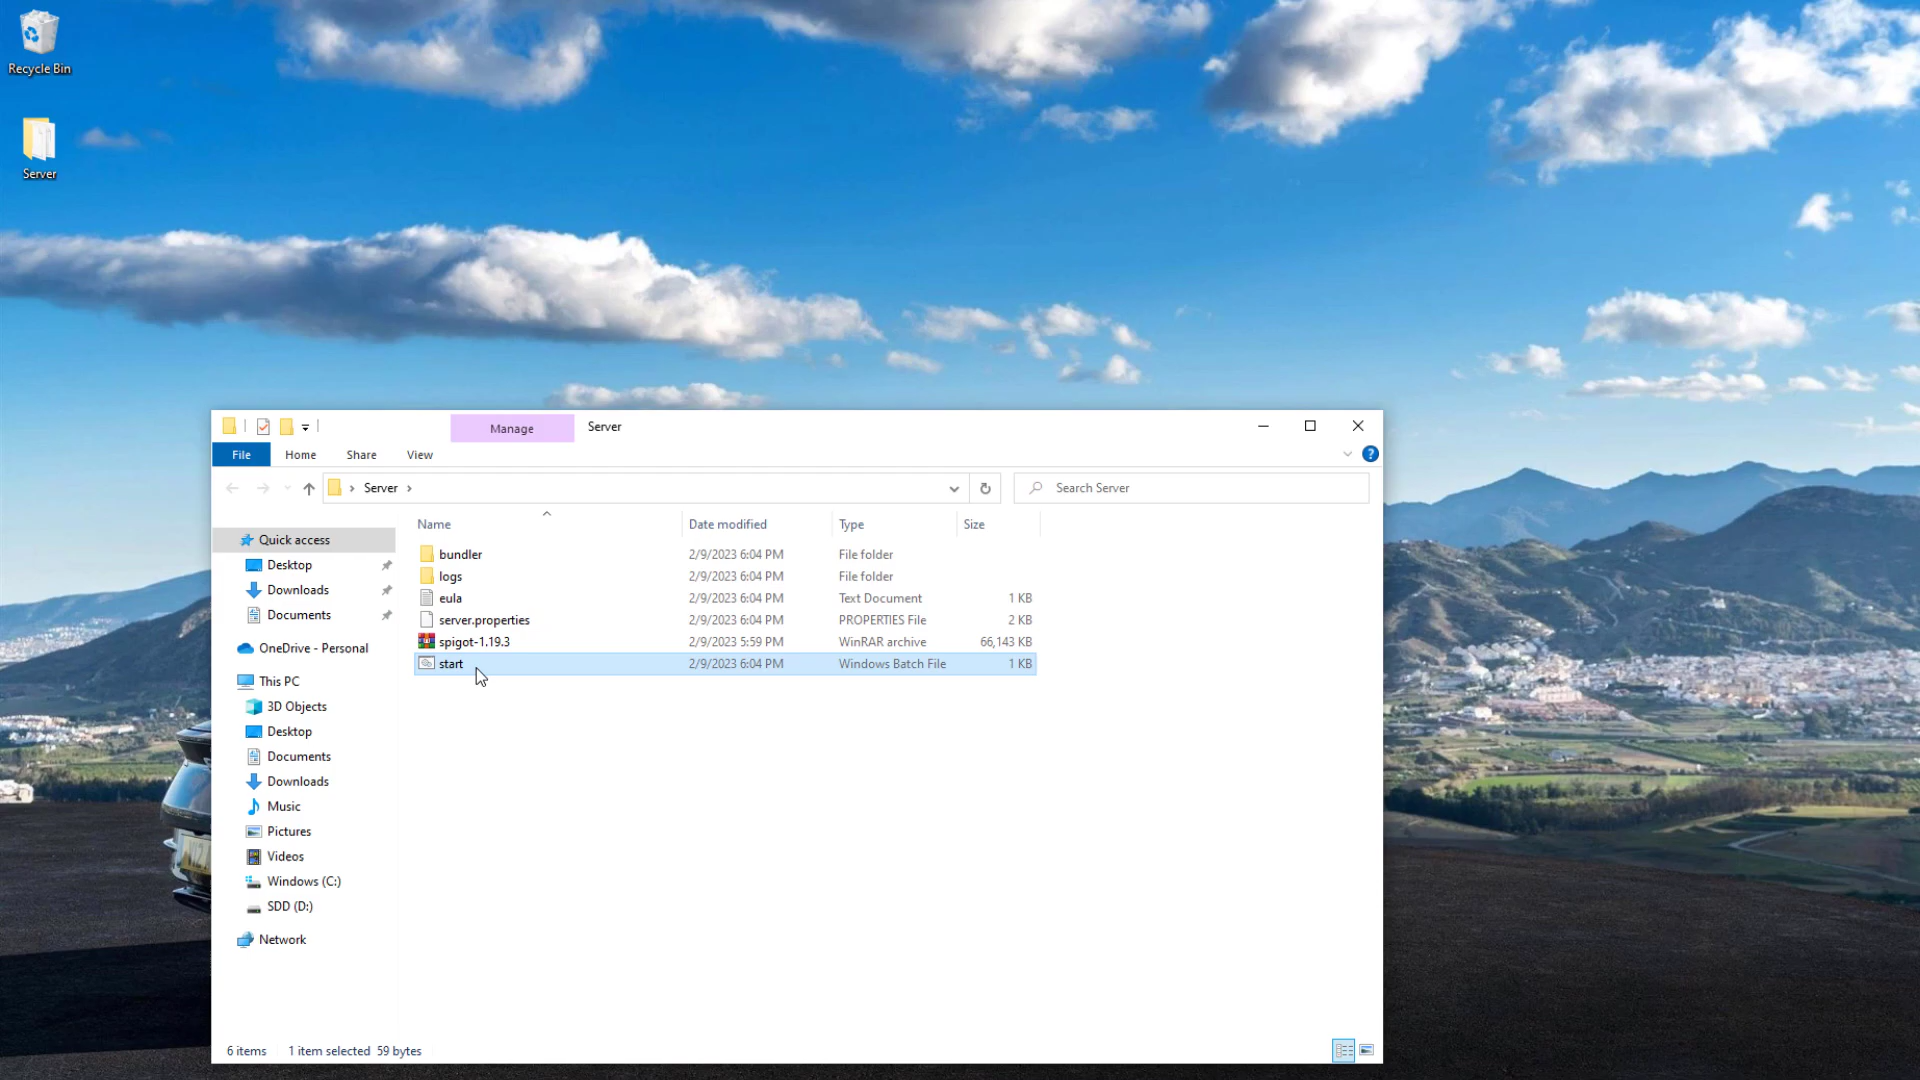 Recycle Bin
Server
Manage
Server
File
Home
Share
View
Server
Search Server
Name
Date modified
Type
Size
Quick access
Desktop
Downloads
Documents
OneDrive - Personal
This PC
3D Objects
Desktop
Documents
Downloads
Music
Pictures
Videos
Windows (C:)
SDD (D:)
Network
bundler 2/9/2023 6:04 PM File folder
logs 2/9/2023 6:04 PM File folder
eula 2/9/2023 6:04 PM Text Document 1 KB
server.properties 2/9/2023 6:04 PM PROPERTIES File 2 KB
spigot-1.19.3 2/9/2023 5:59 PM WinRAR archive 66,143 KB
start 2/9/2023 6:04 PM Windows Batch File 1 KB
6 items 1 item selected 59 bytes